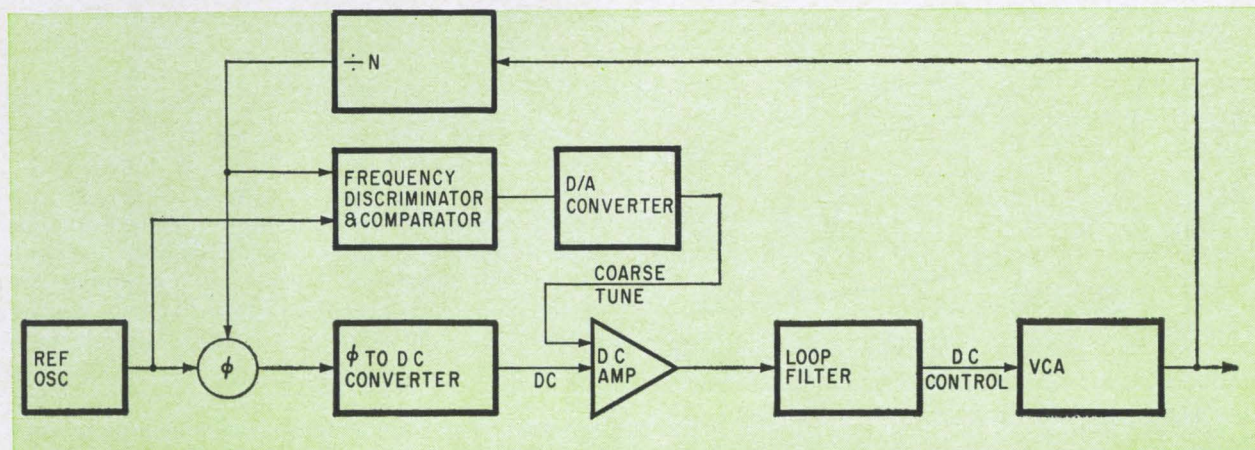 ÷ N
FREQUENCY
DISCRIMINATOR
& COMPARATOR
D/A
CONVERTER
COARSE
TUNE
REF
OSC
ϕ
ϕ TO DC
CONVERTER
DC
DC
AMP
LOOP
FILTER
DC
CONTROL
VCA